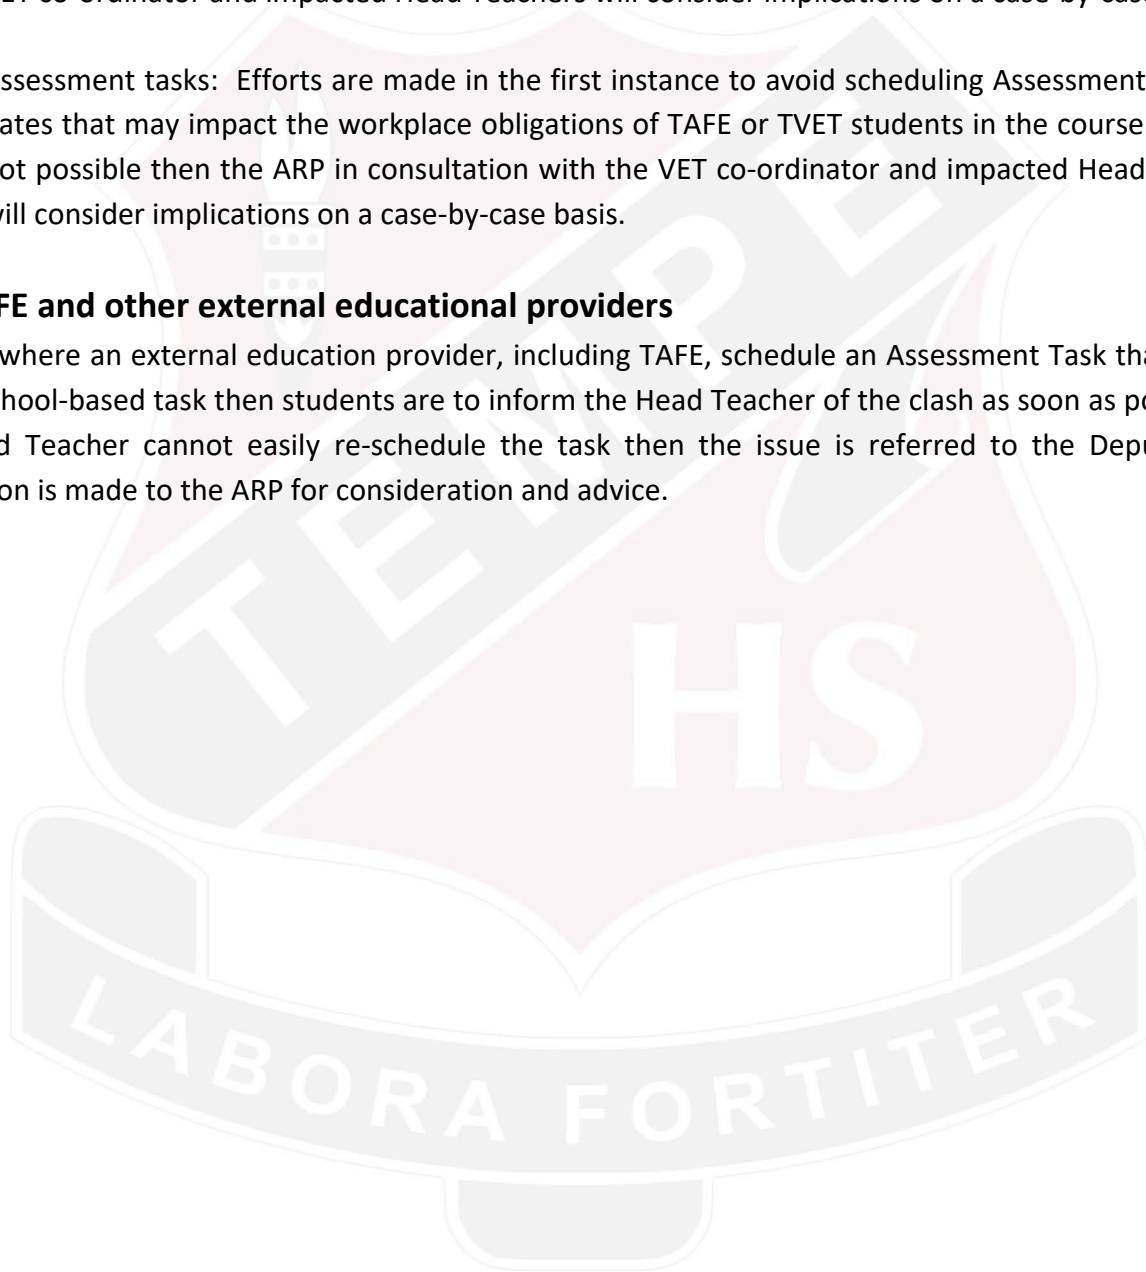 co-ordinator and impacted Head Teachers will consider implications on a case-by-case
ssessment tasks: Efforts are made in the first instance to avoid scheduling Assessment
ates that may impact the workplace obligations of TAFE or TVET students in the course
ot possible then the ARP in consultation with the VET co-ordinator and impacted Head
will consider implications on a case-by-case basis.
FE and other external educational providers
where an external education provider, including TAFE, schedule an Assessment Task tha
hool-based task then students are to inform the Head Teacher of the clash as soon as po
d Teacher cannot easily re-schedule the task then the issue is referred to the Depu
on is made to the ARP for consideration and advice.
TEMPE
HS
LABORA FORTITER